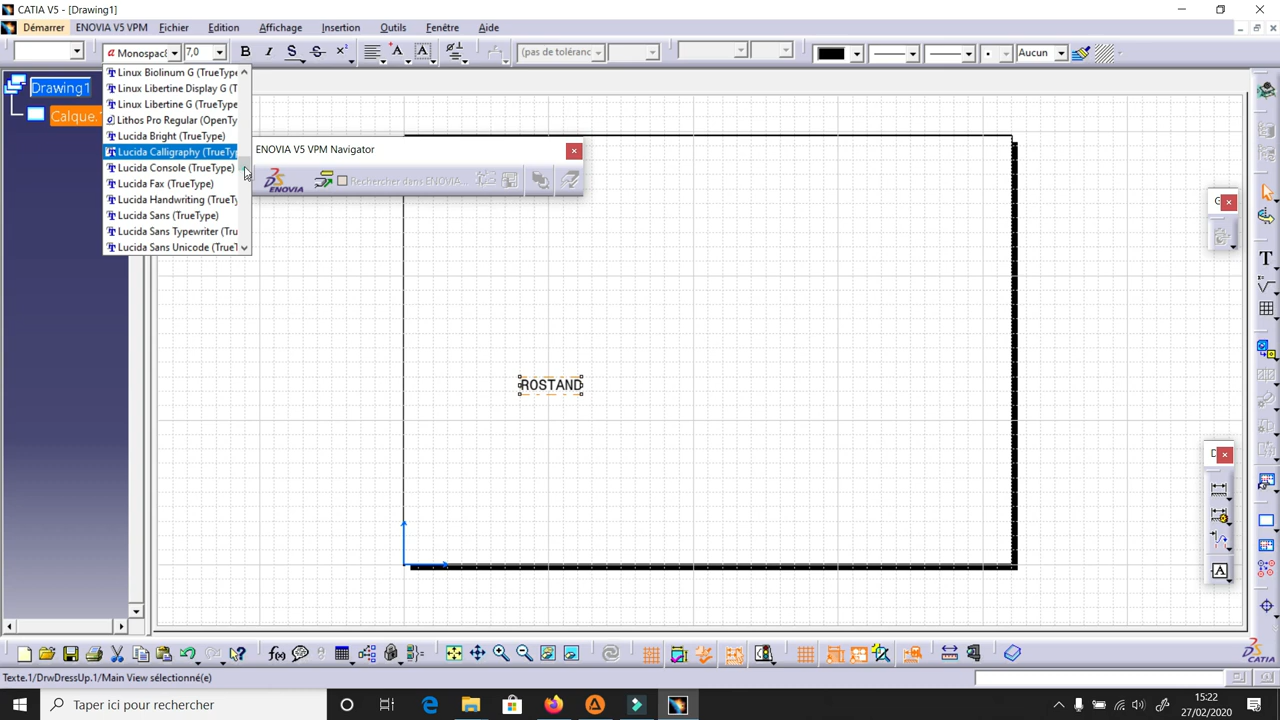 CATIA V5 - [Drawing1]
Démarrer ENOVIA V5 VPM Fichier Edition Affichage Insertion Outils Fenêtre Aide
Monospac 7,0 B I S S (pas de toléranc Aucun
Linux Biolinum G (TrueType
Drawing1
Linux Libertine Display G (T
Linux Libertine G (TrueType
Calque.
Lithos Pro Regular (OpenTy
Lucida Bright (TrueType)
Lucida Calligraphy (TrueTyp
Lucida Console (TrueType)
Lucida Fax (TrueType)
Lucida Handwriting (TrueTy
Lucida Sans (TrueType)
Lucida Sans Typewriter (Tru
Lucida Sans Unicode (TrueT
ENOVIA V5 VPM Navigator
ENOVIA
Rechercher dans ENOVIA...
ROSTAND
CATIA
Texte.1/DrwDressUp.1/Main View sélectionné(e)
Taper ici pour rechercher
15:22
27/02/2020